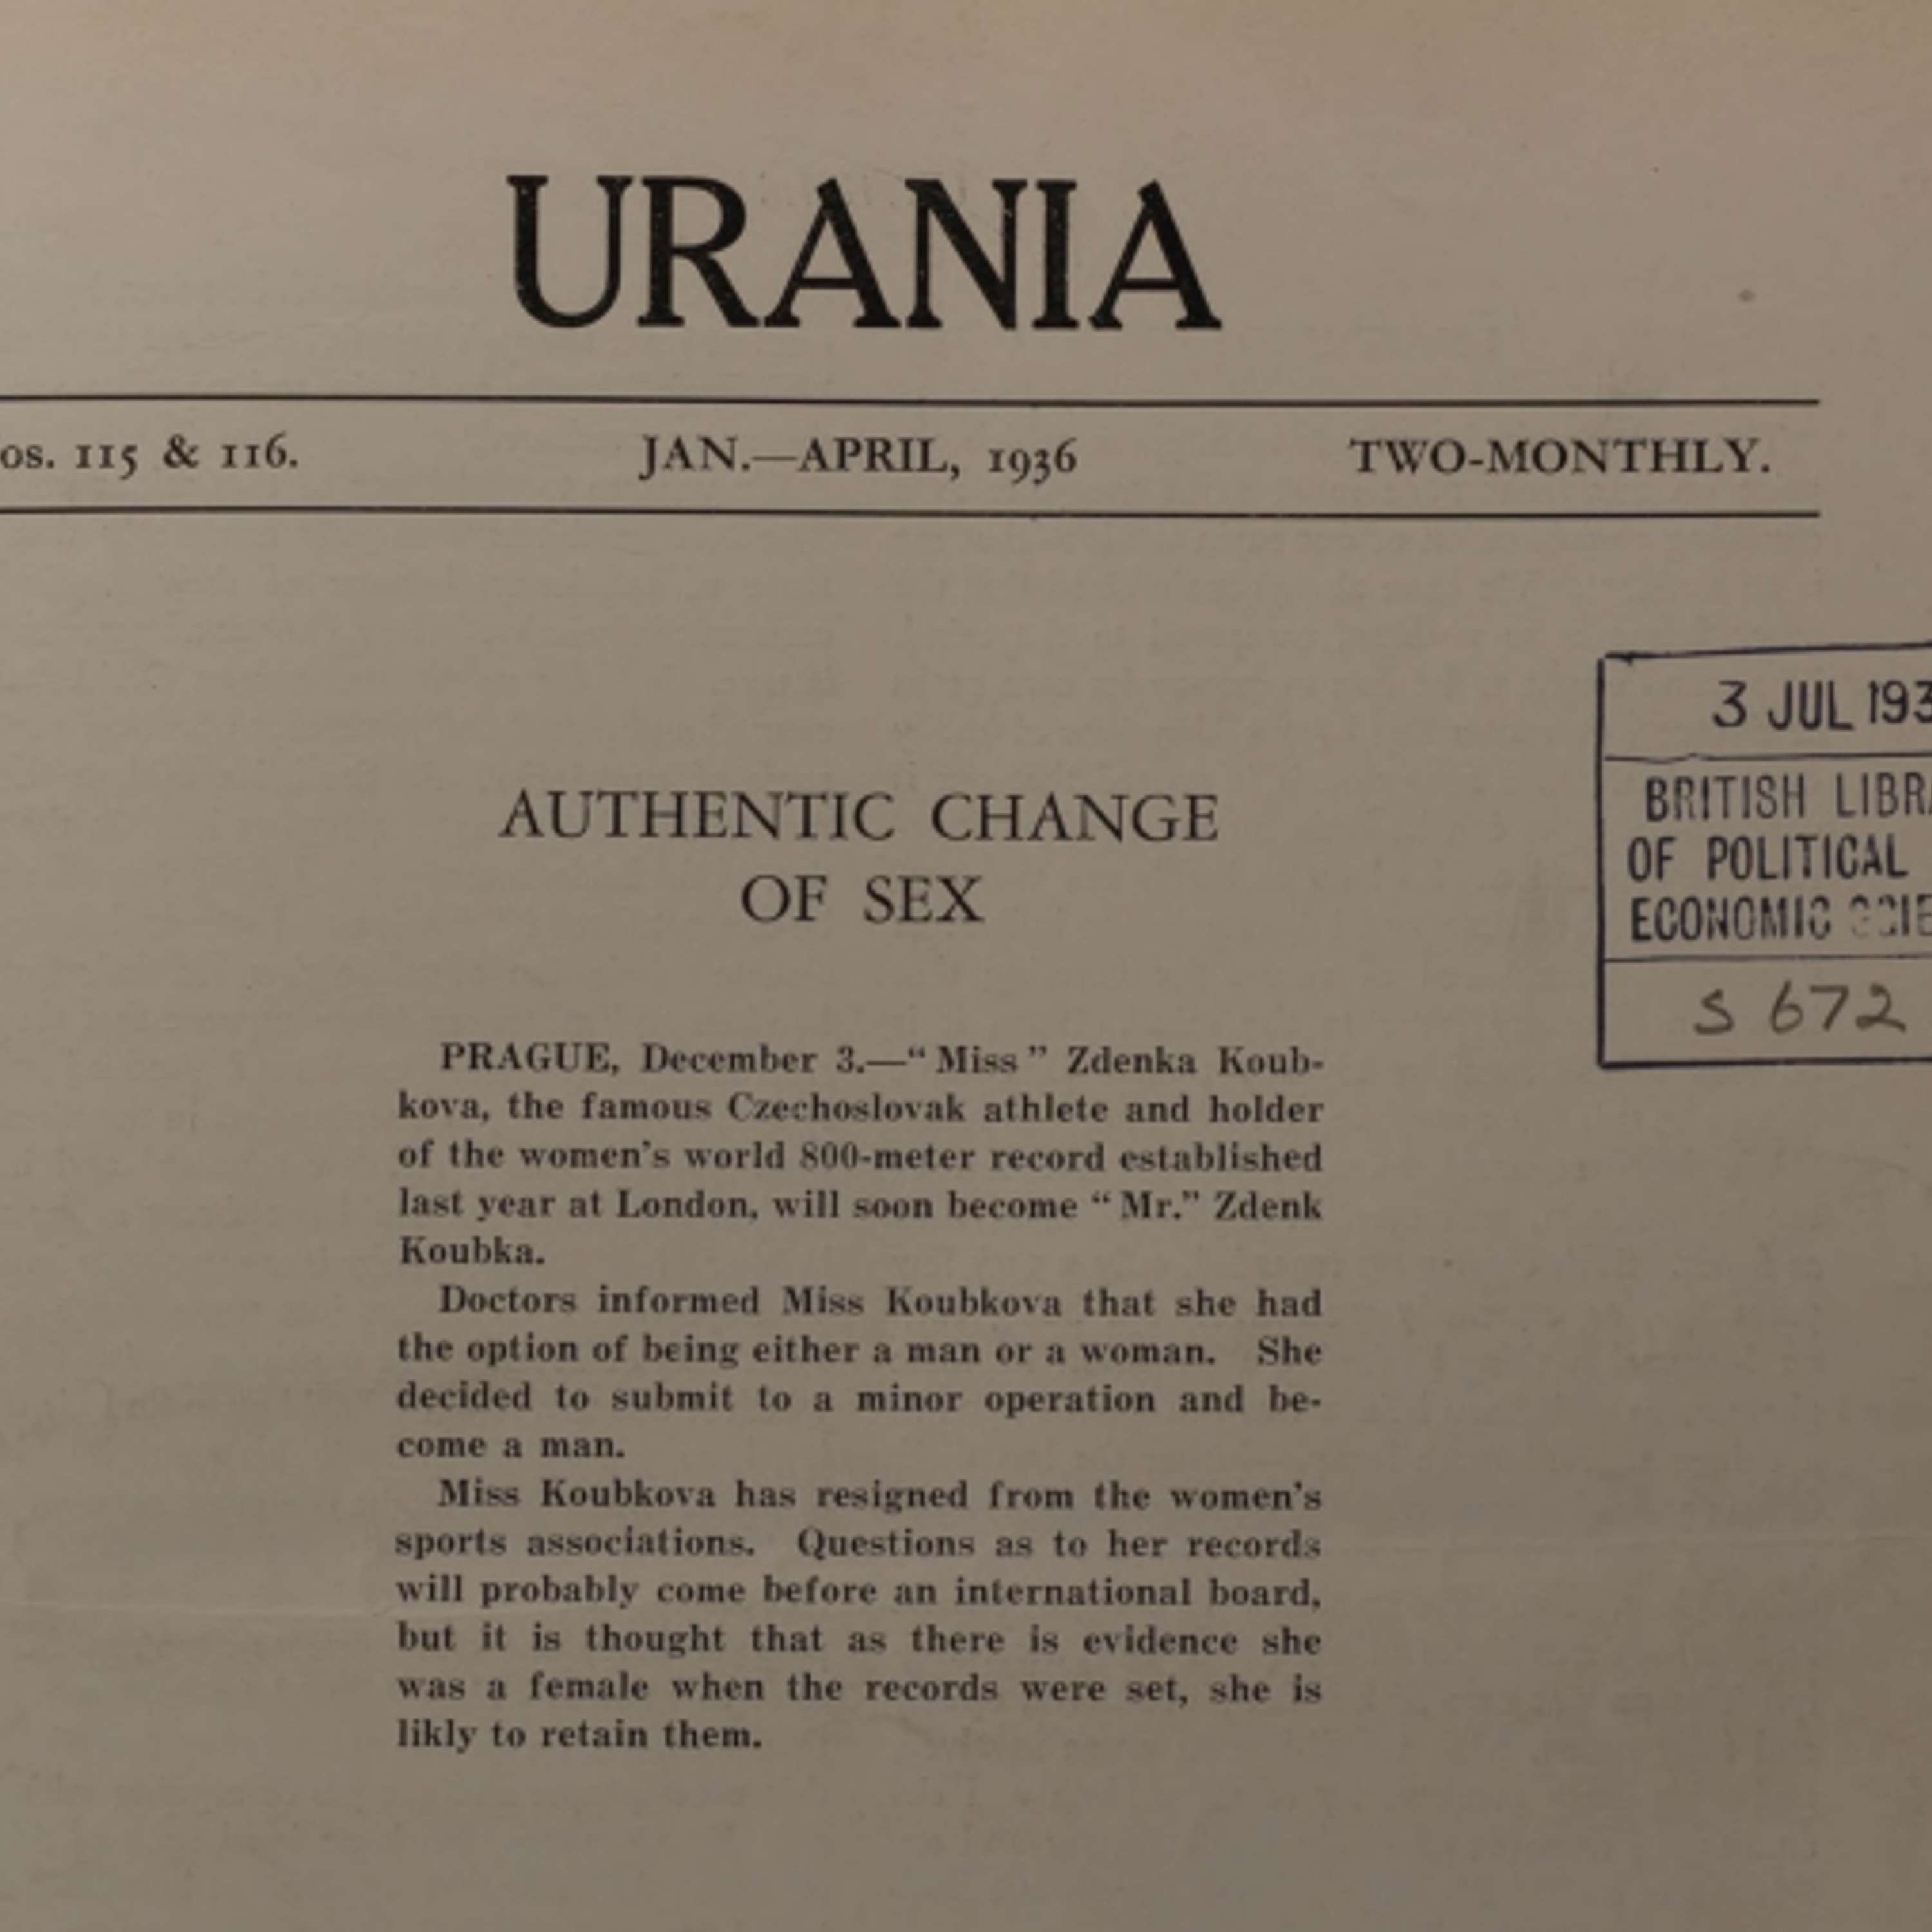 URANIA
os. 115 & 116. JAN.—APRIL, 1936 TWO-MONTHLY.
AUTHENTIC CHANGE
OF SEX
PRAGUE, December 3.—“ Miss ” Zdenka Koub-
kova, the famous Czechoslovak athlete and holder
of the women's world 800-meter record established
last year at London, will soon become “ Mr.” Zdenk
Koubka.
Doctors informed Miss Koubkova that she had
the option of being either a man or a woman. She
decided to submit to a minor operation and be-
come a man.
Miss Koubkova has resigned from the women's
sports associations. Questions as to her records
will probably come before an international board,
but it is thought that as there is evidence she
was a female when the records were set, she is
likly to retain them.
3 JUL 193
BRITISH LIBRA
OF POLITICAL
ECONOMIC SCIE
S 672